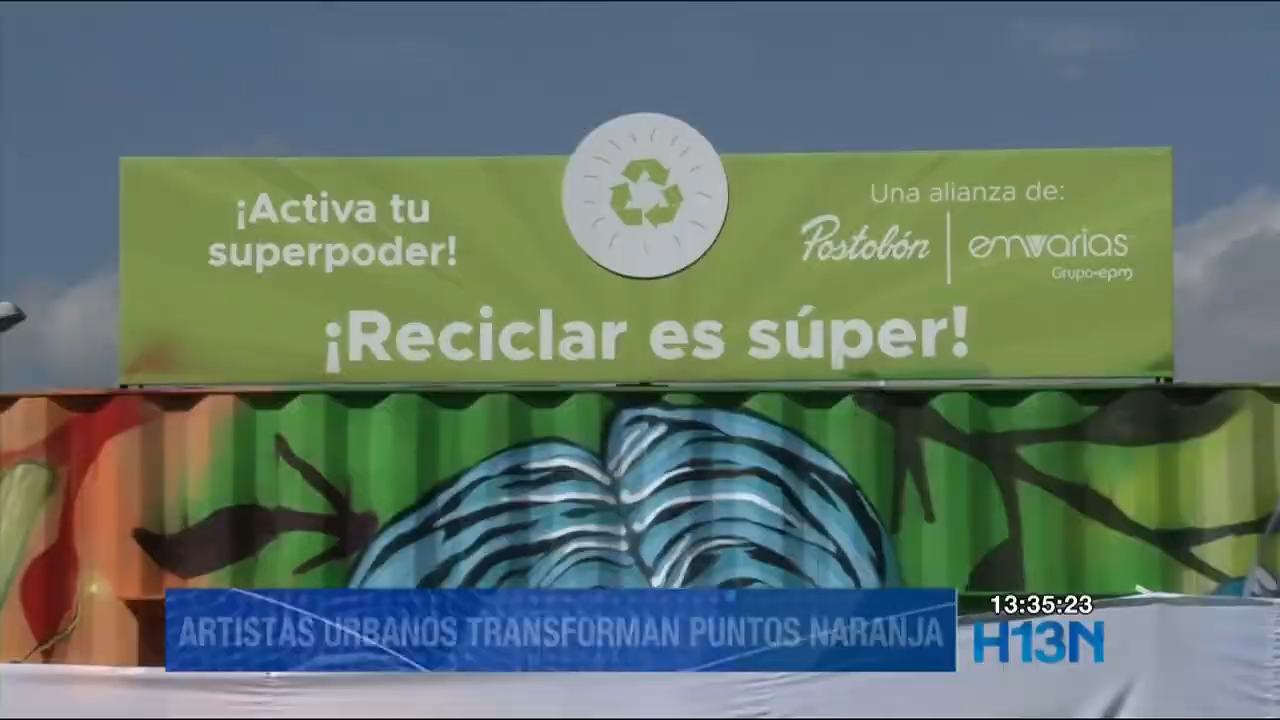 ¡Activa tu
superpoder!
Una alianza de:
Postobón
emvarias
Grupo·epm
¡Reciclar es súper!
ARTISTAS URBANOS TRANSFORMAN PUNTOS NARANJA
13:35:23
H13N